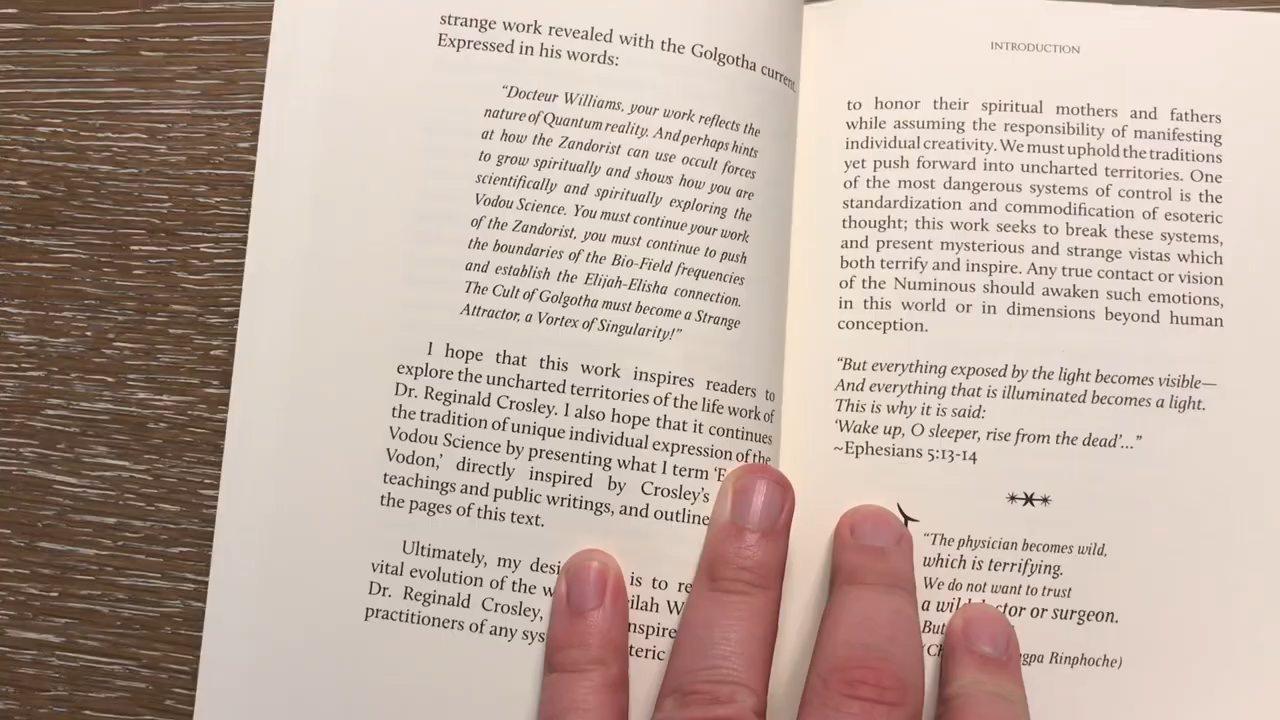 strange work revealed with the Golgotha current.
Expressed in his words:
“Docteur Williams, your work reflects the
nature of Quantum reality. And perhaps hints
at how the Zandorist can use occult forces
to grow spiritually and shows how you are
scientifically and spiritually exploring the
Vodou Science. You must continue your work
of the Zandorist, you must continue to push
the boundaries of the Bio-Field frequencies
and establish the Elijah-Elisha connection.
The Cult of Golgotha must become a Strange
Attractor, a Vortex of Singularity!”
I hope that this work inspires readers to
explore the uncharted territories of the life work of
Dr. Reginald Crosley. I also hope that it continues
the tradition of unique individual expression of the
Vodou Science by presenting what I term
Vodon,’ directly inspired by Crosley’s
teachings and public writings, and
the pages of this text.
Ultimately, my is to
vital evolution of the
Dr. Reginald Crosley,
practitioners of any
INTRODUCTION
to honor their spiritual mothers and fathers
while assuming the responsibility of manifesting
individual creativity. We must uphold the traditions
yet push forward into uncharted territories. One
of the most dangerous systems of control is the
standardization and commodification of esoteric
thought; this work seeks to break these systems,
and present mysterious and strange vistas which
both terrify and inspire. Any true contact or vision
of the Numinous should awaken such emotions,
in this world or in dimensions beyond human
conception.
“But everything exposed by the light becomes visible—
And everything that is illuminated becomes a light.
This is why it is said:
‘Wake up, O sleeper, rise from the dead’...”
~Ephesians 5:13-14
“The physician becomes wild,
which is terrifying.
We do not want to trust
a wild doctor or surgeon.
But
Rinphoche)